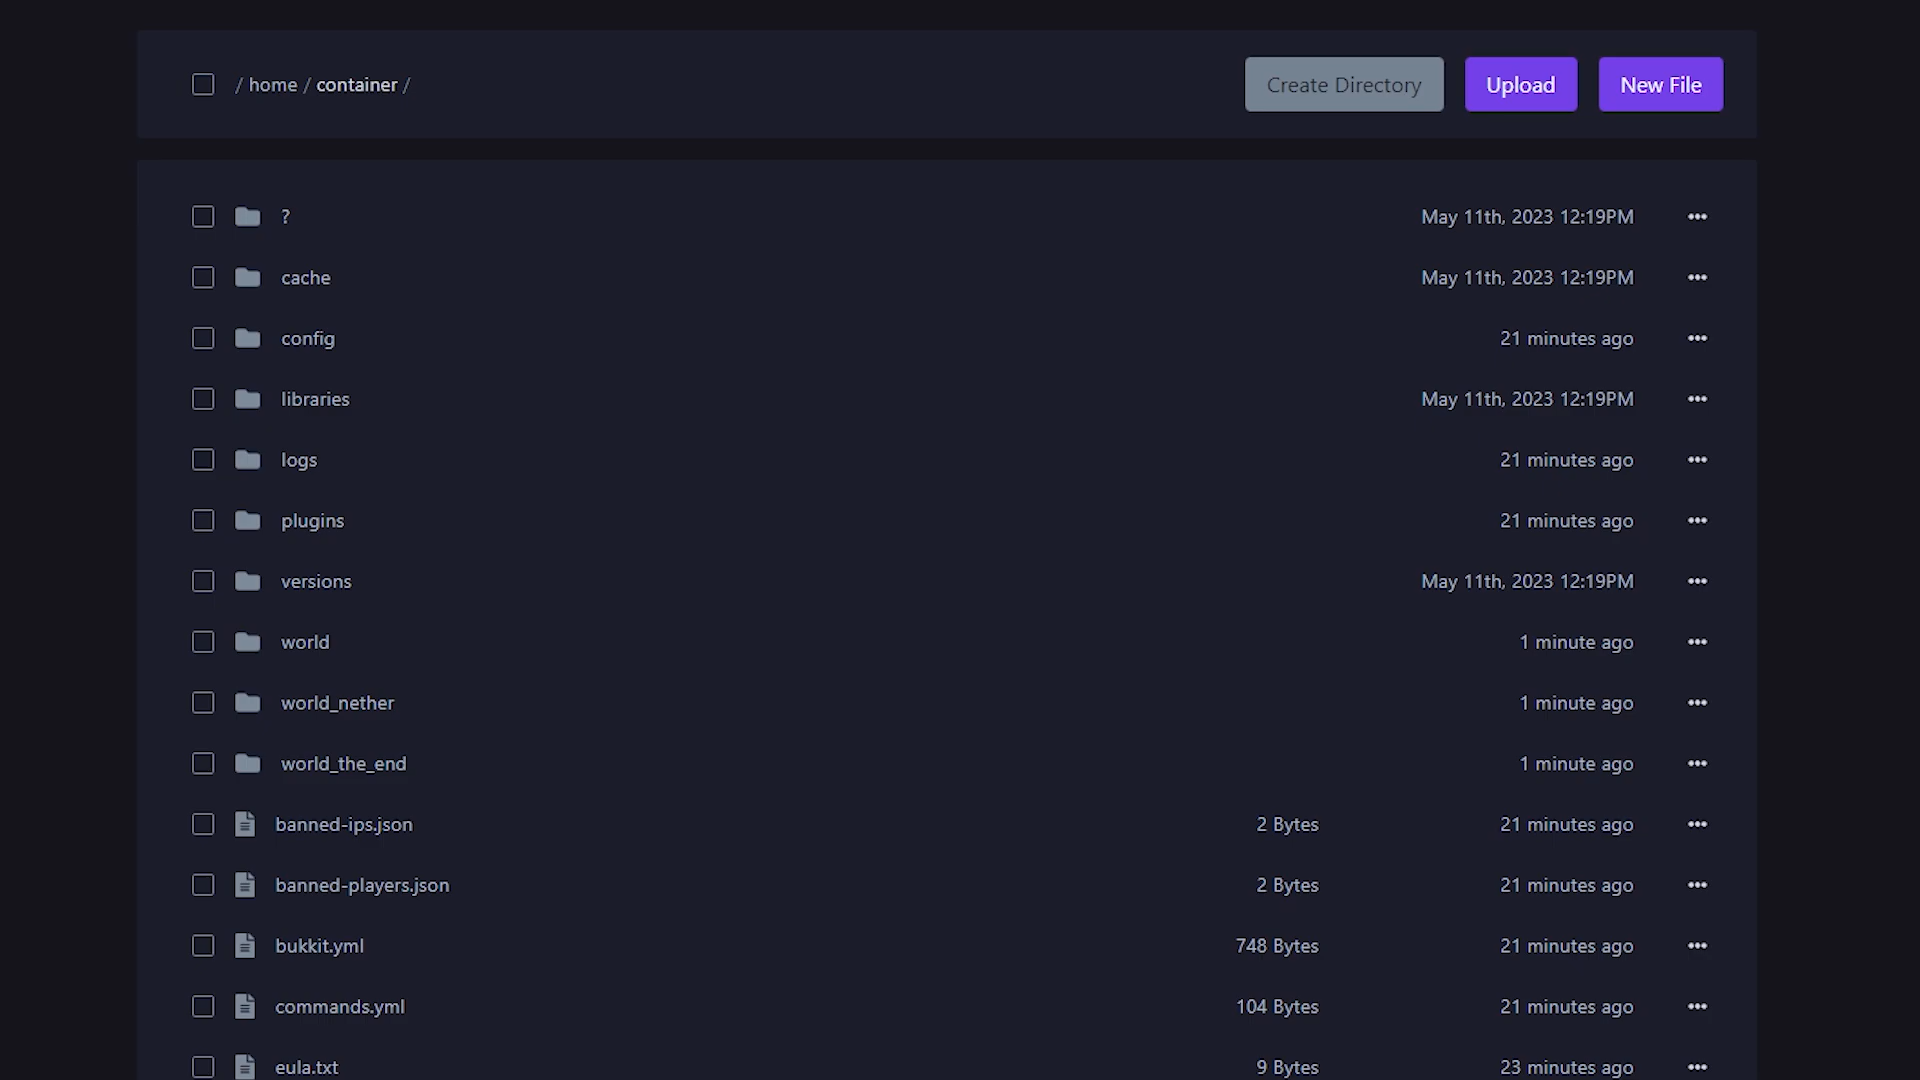 / home / container / Create Directory Upload New File
? May 11th, 2023 12:19PM
cache May 11th, 2023 12:19PM
config 21 minutes ago
libraries May 11th, 2023 12:19PM
logs 21 minutes ago
plugins 21 minutes ago
versions May 11th, 2023 12:19PM
world 1 minute ago
world_nether 1 minute ago
world_the_end 1 minute ago
banned-ips.json 2 Bytes 21 minutes ago
banned-players.json 2 Bytes 21 minutes ago
bukkit.yml 748 Bytes 21 minutes ago
commands.yml 104 Bytes 21 minutes ago
eula.txt 9 Bytes 23 minutes ago